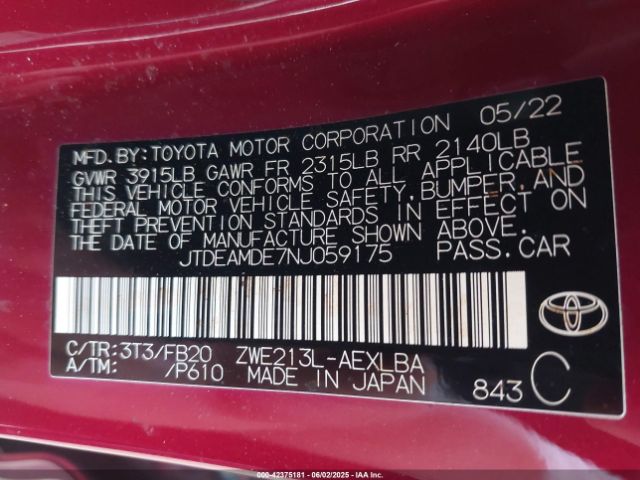 MFD.BY:TOYOTA MOTOR CORPORATION 05/22
GVWR 3915LB GAWR FR 2315LB RR 2140LB
THIS VEHICLE CONFORMS TO ALL APPLICABLE
FEDERAL MOTOR VEHICLE SAFETY,BUMPER,AND
THEFT PREVENTION STANDARDS IN EFFECT ON
THE DATE OF MANUFACTURE SHOWN ABOVE.
JTDEAMDE7NJ059175 PASS.CAR
C/TR:3T3/FB20 ZWE213L-AEXLBA
A/TM: /P610 MADE IN JAPAN 843 C
TOYOTA
000-42375181 - 06/02/2025 - IAA Inc.